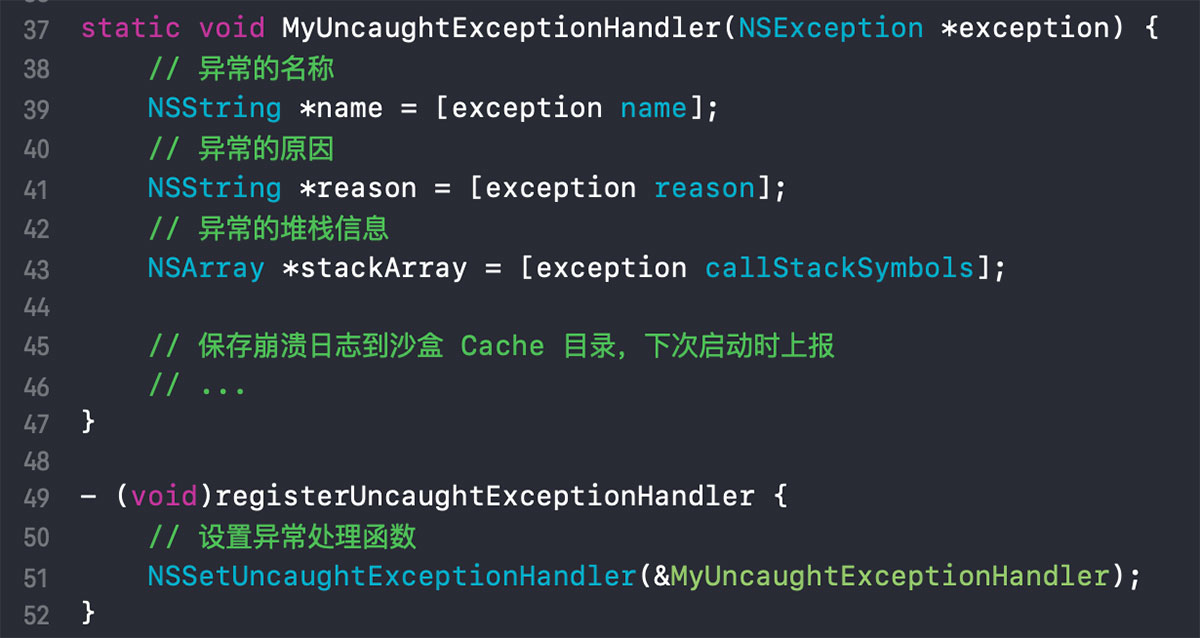 37 static void MyUncaughtExceptionHandler(NSException *exception) {
38     // 异常的名称
39     NSString *name = [exception name];
40     // 异常的原因
41     NSString *reason = [exception reason];
42     // 异常的堆栈信息
43     NSArray *stackArray = [exception callStackSymbols];
44
45     // 保存崩溃日志到沙盒 Cache 目录，下次启动时上报
46     // ...
47 }
48
49 - (void)registerUncaughtExceptionHandler {
50     // 设置异常处理函数
51     NSSetUncaughtExceptionHandler(&MyUncaughtExceptionHandler);
52 }